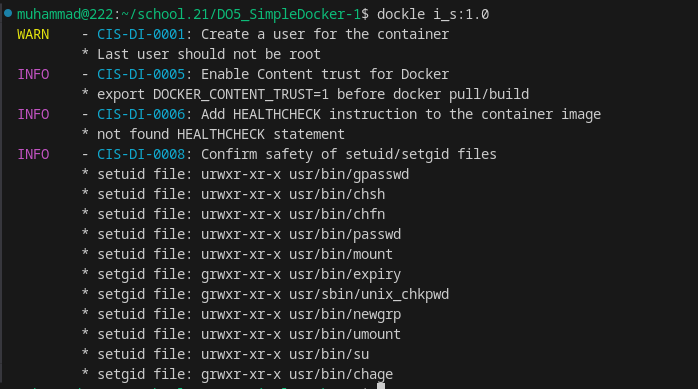 muhammad@222:~/school.21/DO5_SimpleDocker-1$ dockle i_s:1.0
WARN - CIS-DI-0001: Create a user for the container
* Last user should not be root
INFO - CIS-DI-0005: Enable Content trust for Docker
* export DOCKER_CONTENT_TRUST=1 before docker pull/build
INFO - CIS-DI-0006: Add HEALTHCHECK instruction to the container image
* not found HEALTHCHECK statement
INFO - CIS-DI-0008: Confirm safety of setuid/setgid files
* setuid file: urwxr-xr-x usr/bin/gpasswd
* setuid file: urwxr-xr-x usr/bin/chsh
* setuid file: urwxr-xr-x usr/bin/chfn
* setuid file: urwxr-xr-x usr/bin/passwd
* setuid file: urwxr-xr-x usr/bin/mount
* setgid file: grwxr-xr-x usr/bin/expiry
* setgid file: grwxr-xr-x usr/sbin/unix_chkpwd
* setuid file: urwxr-xr-x usr/bin/newgrp
* setuid file: urwxr-xr-x usr/bin/umount
* setuid file: urwxr-xr-x usr/bin/su
* setgid file: grwxr-xr-x usr/bin/chage